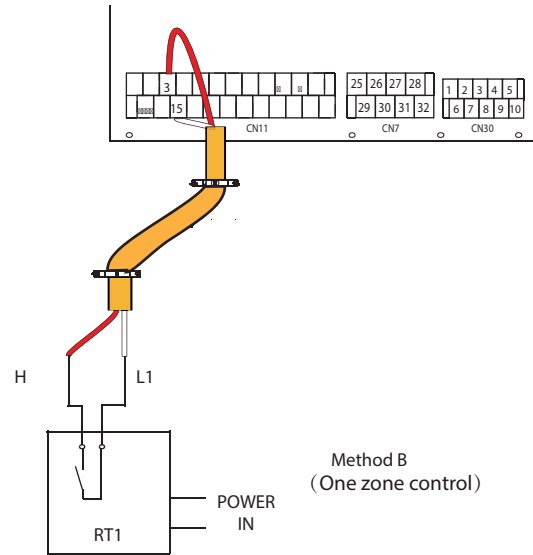 3
15
25 26 27 28
29 30 31 32
1 2 3 4 5
6 7 8 9 10
CN11
CN7
CN30
H
L1
RT1
POWER
IN
Method B
（One zone control）